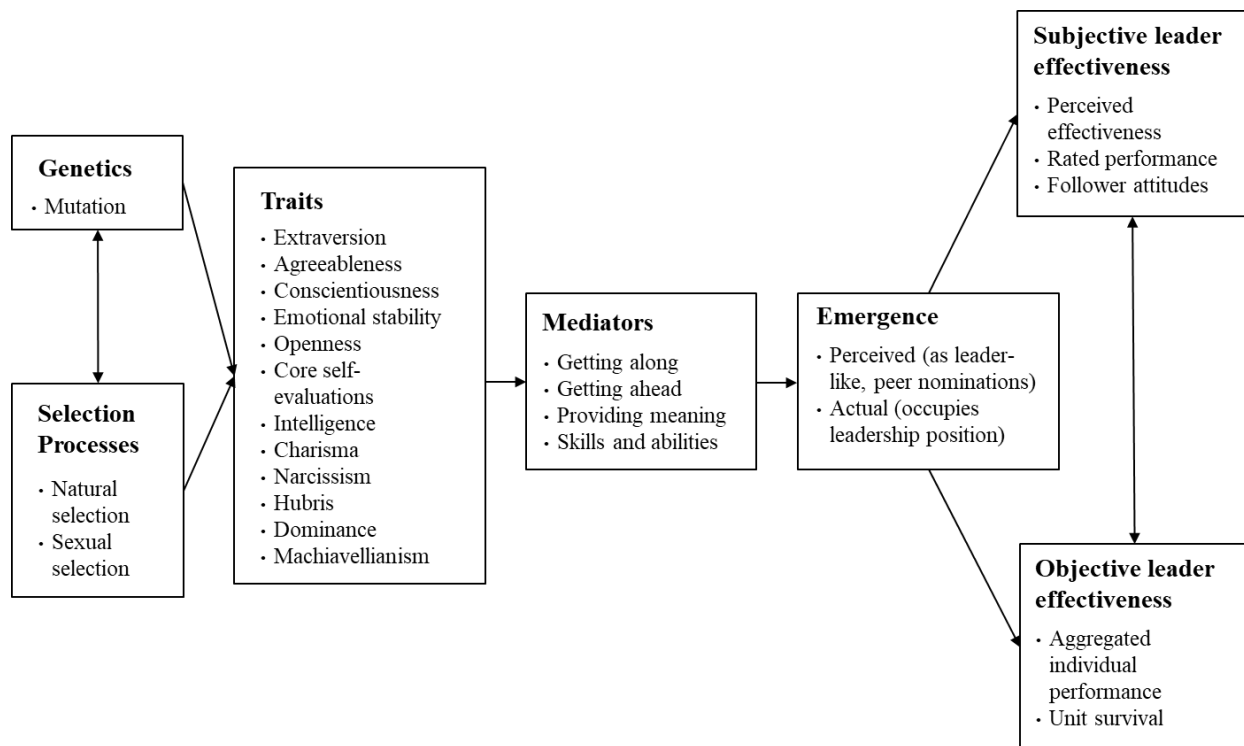 Genetics
• Mutation
Selection
Processes
• Natural
selection
• Sexual
selection
Traits
• Extraversion
• Agreeableness
• Conscientiousness
• Emotional stability
• Openness
• Core self-
evaluations
• Intelligence
• Charisma
• Narcissism
• Hubris
• Dominance
• Machiavellianism
Mediators
• Getting along
• Getting ahead
• Providing meaning
• Skills and abilities
Emergence
• Perceived (as leader-
like, peer nominations)
• Actual (occupies
leadership position)
Subjective leader
effectiveness
• Perceived
effectiveness
• Rated performance
• Follower attitudes
Objective leader
effectiveness
• Aggregated
individual
performance
• Unit survival